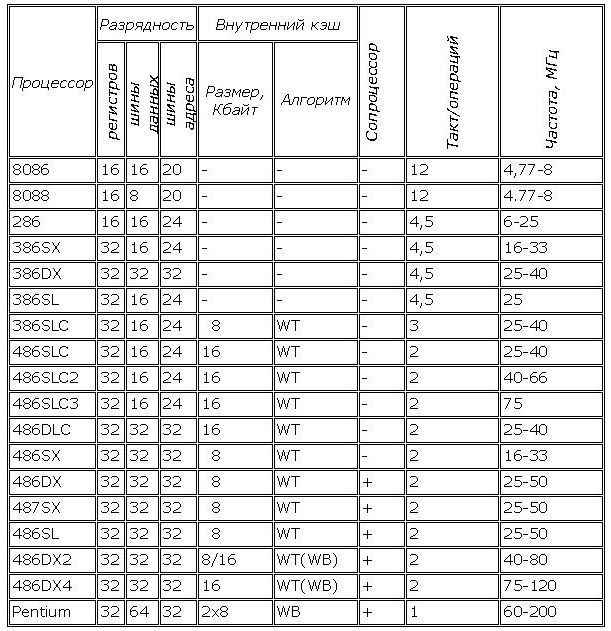 Процессор Разрядность Внутренний кэш Сопроцессор Такт/операций Частота, МГц
регистров шины данных шины адреса Размер, Кбайт Алгоритм
8086 16 16 20 - - - 12 4,77-8
8088 16 8 20 - - - 12 4.77-8
286 16 16 24 - - - 4,5 6-25
386SX 32 16 24 - - - 4,5 16-33
386DX 32 32 32 - - - 4,5 25-40
386SL 32 16 24 - - - 4,5 25
386SLC 32 16 24 8 WT - 3 25-40
486SLC 32 16 24 16 WT - 2 25-40
486SLC2 32 16 24 16 WT - 2 40-66
486SLC3 32 16 24 16 WT - 2 75
486DLC 32 32 32 16 WT - 2 25-40
486SX 32 32 32 8 WT - 2 16-33
486DX 32 32 32 8 WT + 2 25-50
487SX 32 32 32 8 WT + 2 25-50
486SL 32 32 32 8 WT + 2 25-50
486DX2 32 32 32 8/16 WT(WB) + 2 40-80
486DX4 32 32 32 16 WT(WB) + 2 75-120
Pentium 32 64 32 2x8 WB + 1 60-200